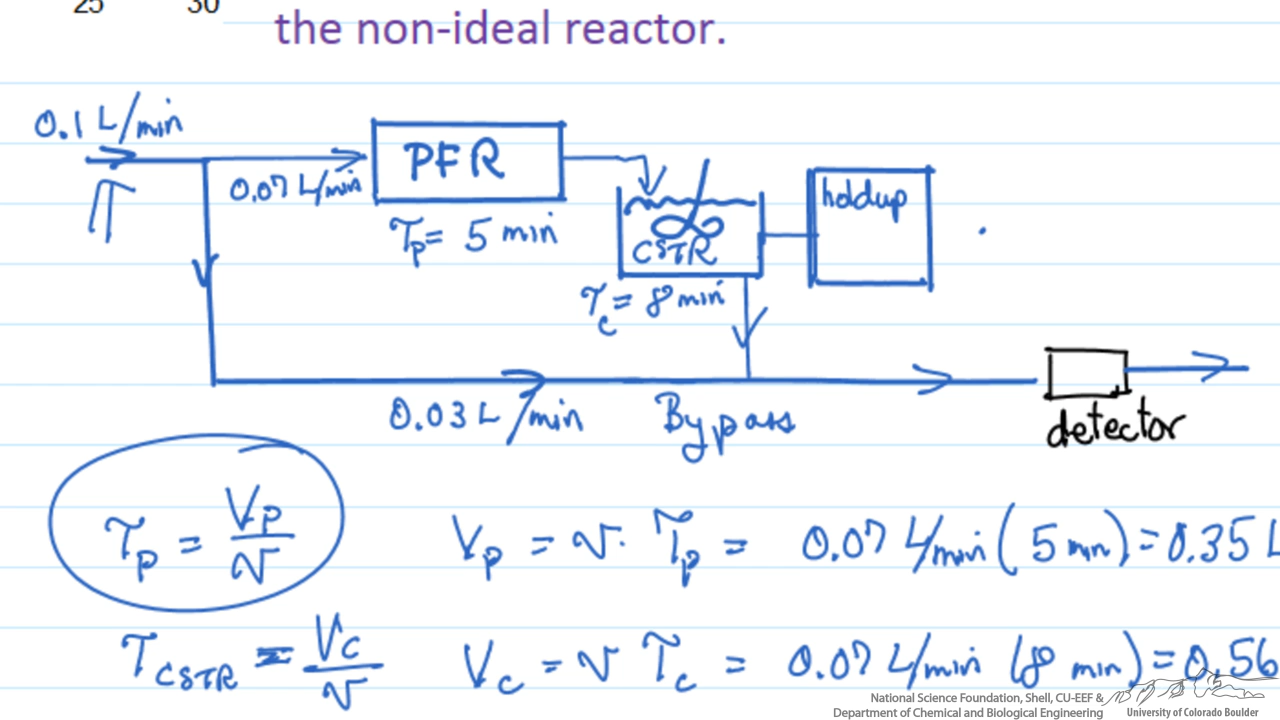 25 30
the non-ideal reactor.
0.1 L/min
0.07 L/min
PFR
τp = 5 min
CSTR
τc = 8 min
holdup
0.03 L/min
Bypass
detector
τp = Vp/v
Vp = v · τp = 0.07 L/min (5 min) = 0.35 L
τCSTR = Vc/v
Vc = v τc = 0.07 L/min (8 min) = 0.56
National Science Foundation, Shell, CU-EEF &
Department of Chemical and Biological Engineering
University of Colorado Boulder